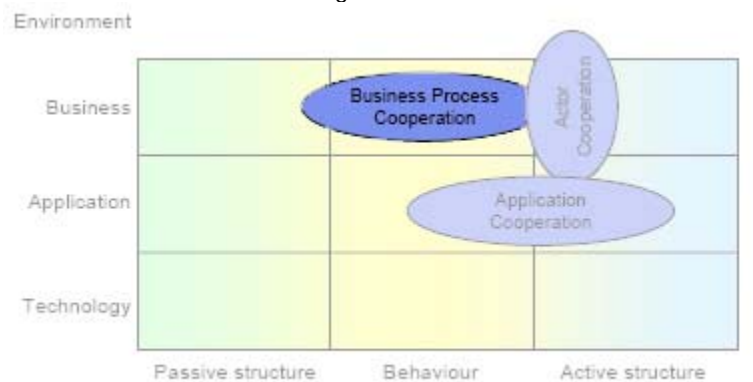 Environment
Business
Business Process
Cooperation
Actor
Cooperation
Application
Application
Cooperation
Technology
Passive structure
Behaviour
Active structure